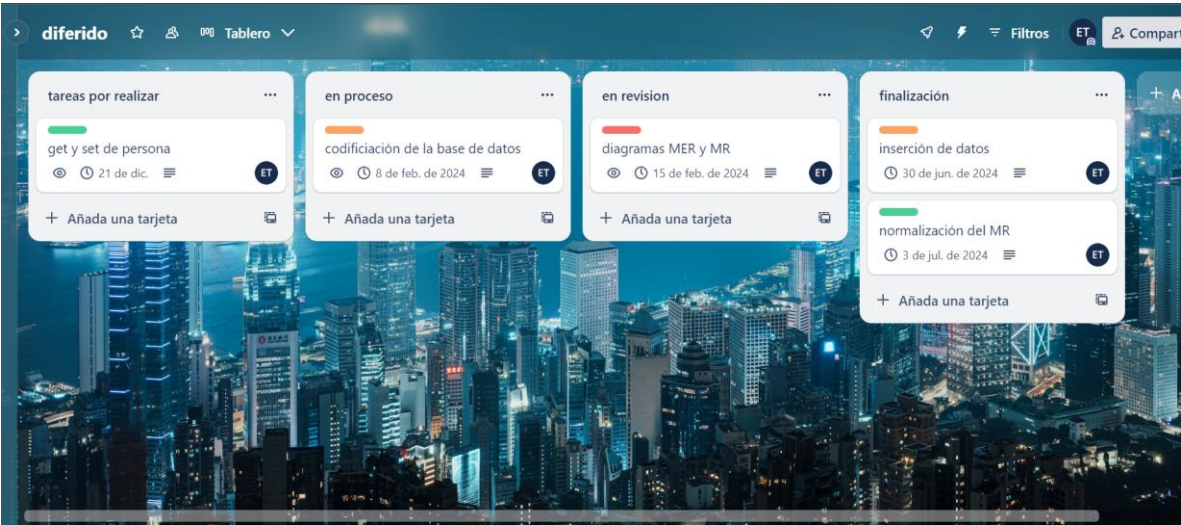 diferido
Tablero
Filtros
ET
Compart
tareas por realizar
get y set de persona
21 de dic.
ET
Añada una tarjeta
en proceso
codificiación de la base de datos
8 de feb. de 2024
ET
Añada una tarjeta
en revision
diagramas MER y MR
15 de feb. de 2024
ET
Añada una tarjeta
finalización
inserción de datos
30 de jun. de 2024
ET
normalización del MR
3 de jul. de 2024
ET
Añada una tarjeta
A